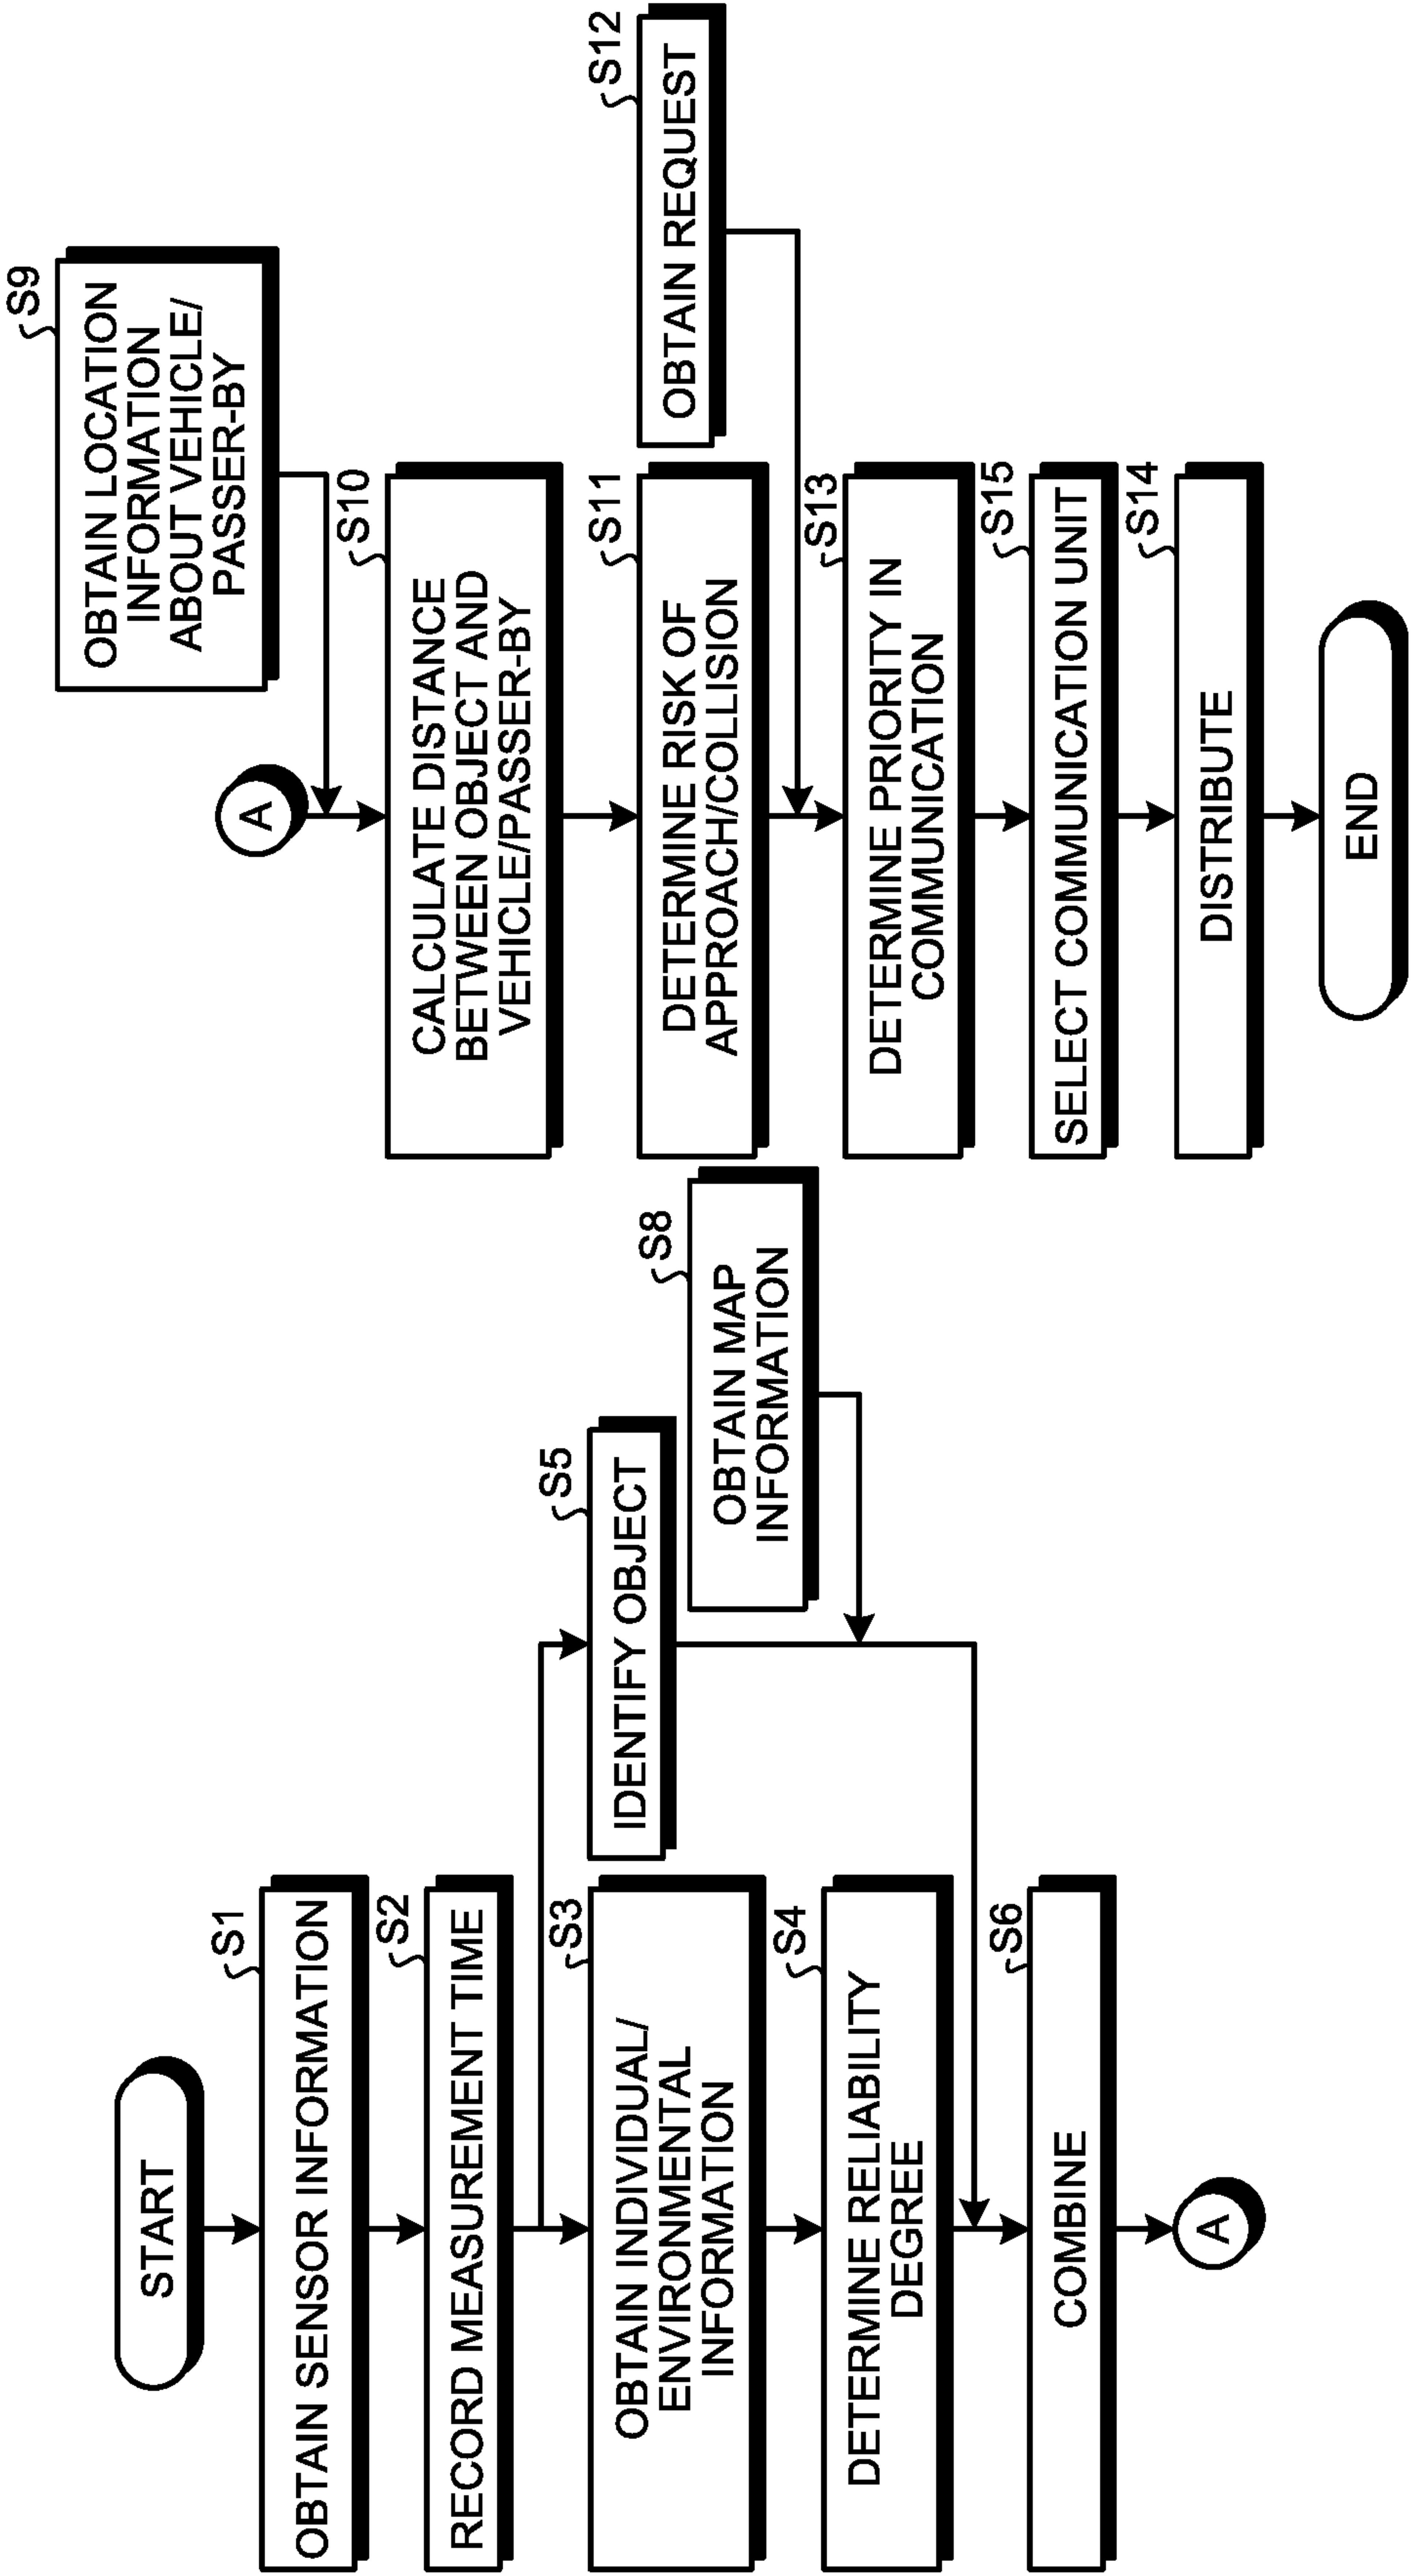 START
S1
OBTAIN SENSOR INFORMATION
S2
RECORD MEASUREMENT TIME
S3
OBTAIN INDIVIDUAL/
ENVIRONMENTAL
INFORMATION
S4
DETERMINE RELIABILITY
DEGREE
S5
IDENTIFY OBJECT
S8
OBTAIN MAP
INFORMATION
S6
COMBINE
A
A
S9
OBTAIN LOCATION
INFORMATION
ABOUT VEHICLE/
PASSER-BY
S10
CALCULATE DISTANCE
BETWEEN OBJECT AND
VEHICLE/PASSER-BY
S11
DETERMINE RISK OF
APPROACH/COLLISION
S12
OBTAIN REQUEST
S13
DETERMINE PRIORITY IN
COMMUNICATION
S15
SELECT COMMUNICATION UNIT
S14
DISTRIBUTE
END